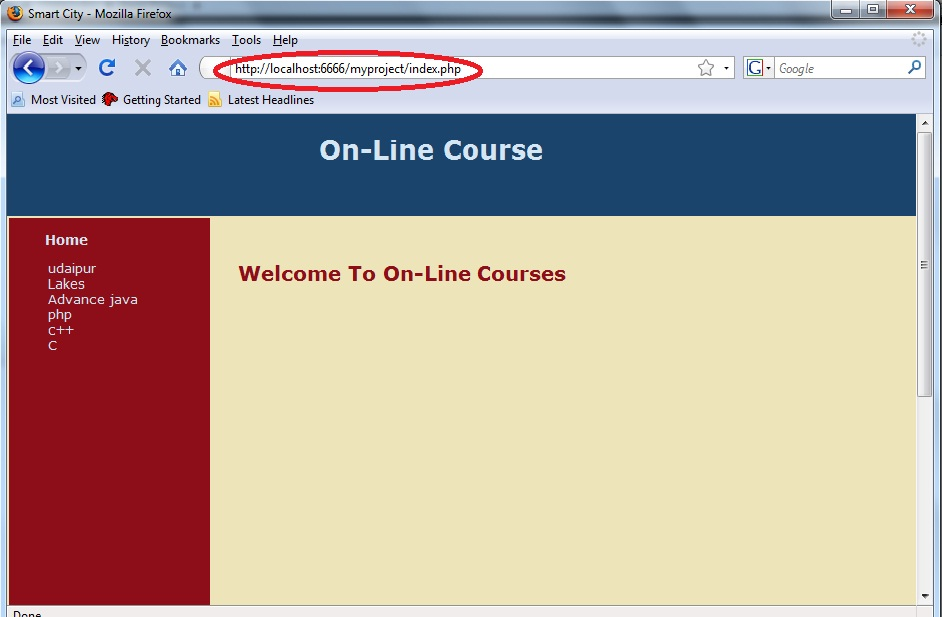 Smart City - Mozilla Firefox
File Edit View History Bookmarks Tools Help
http://localhost:6666/myproject/index.php
G Google
Most Visited Getting Started Latest Headlines
On-Line Course
Home
udaipur
Lakes
Advance java
php
c++
C
Welcome To On-Line Courses
Done